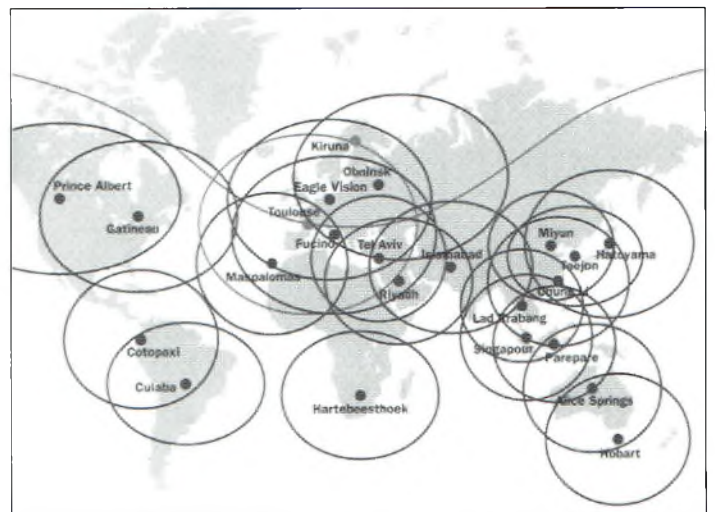 Kiruna
Obninsk
Prince Albert
Eagle Vision
Gatineau
Toulouse
Fucino
Tel Aviv
Islamabad
Miyun
Hatoyama
Taejon
Maspalomas
Riyadh
Lad Krabang
Cotopaxi
Singapour
Parepare
Cuiaba
Hartebeesthoek
Alice Springs
Hobart